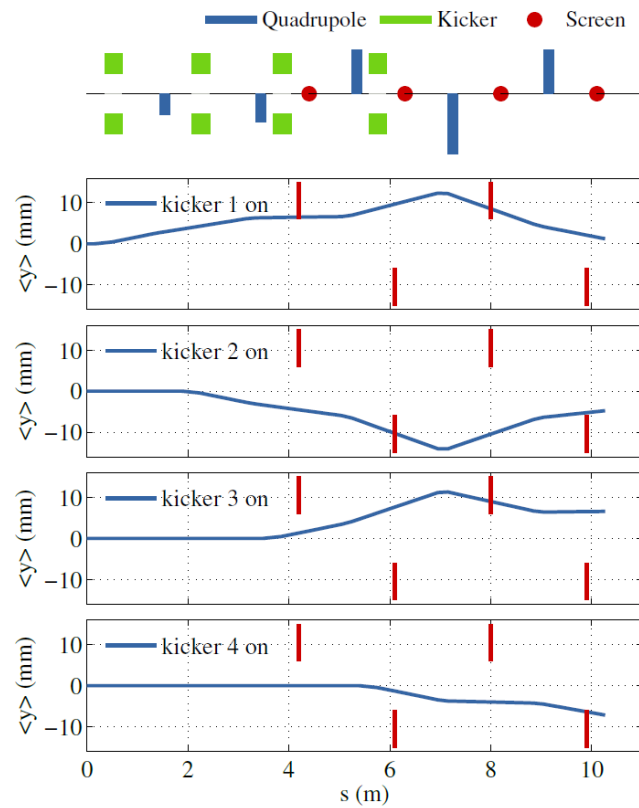 Quadrupole Kicker Screen
10
0
−10
<y> (mm)
kicker 1 on
10
0
−10
<y> (mm)
kicker 2 on
10
0
−10
<y> (mm)
kicker 3 on
10
0
−10
<y> (mm)
kicker 4 on
0 2 4 6 8 10
s (m)